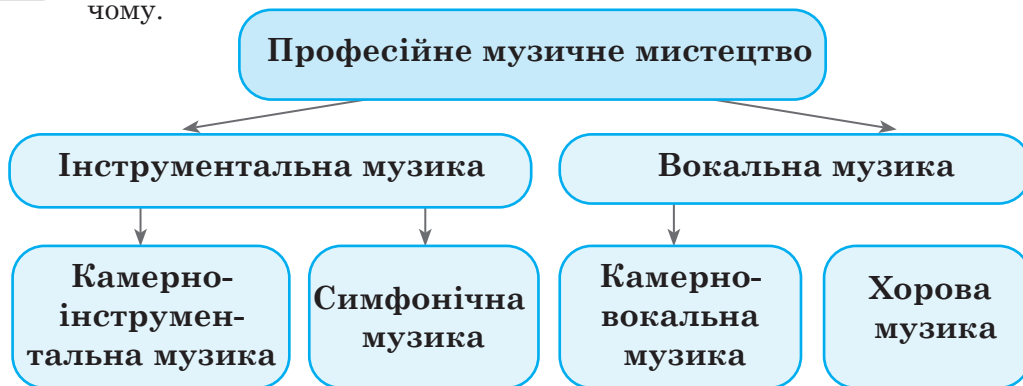 чому.
Професійне музичне мистецтво
Інструментальна музика
Вокальна музика
Камерно-
інструмен-
тальна музика
Симфонічна
музика
Камерно-
вокальна
музика
Хорова
музика